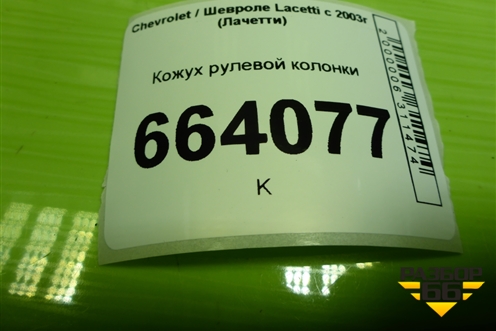 Chevrolet / Шевроле Lacetti с 2003г
(Лачетти)
Кожух рулевой колонки
664077
К
2000006311474
РАЗБОР
66